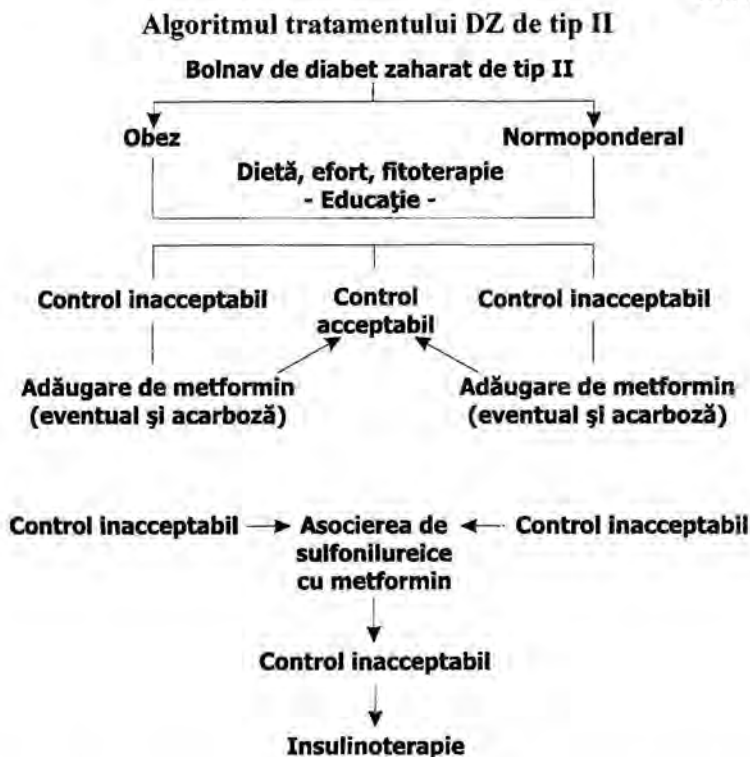 Algoritmul tratamentului DZ de tip II
Bolnav de diabet zaharat de tip II
Obez
Normoponderal
Dietă, efort, fitoterapie
- Educaţie -
Control inacceptabil
Control
acceptabil
Control inacceptabil
Adăugare de metformin
(eventual şi acarboză)
Adăugare de metformin
(eventual şi acarboză)
Control inacceptabil
Asocierea de
sulfonilureice
cu metformin
Control inacceptabil
Control inacceptabil
Insulinoterapie